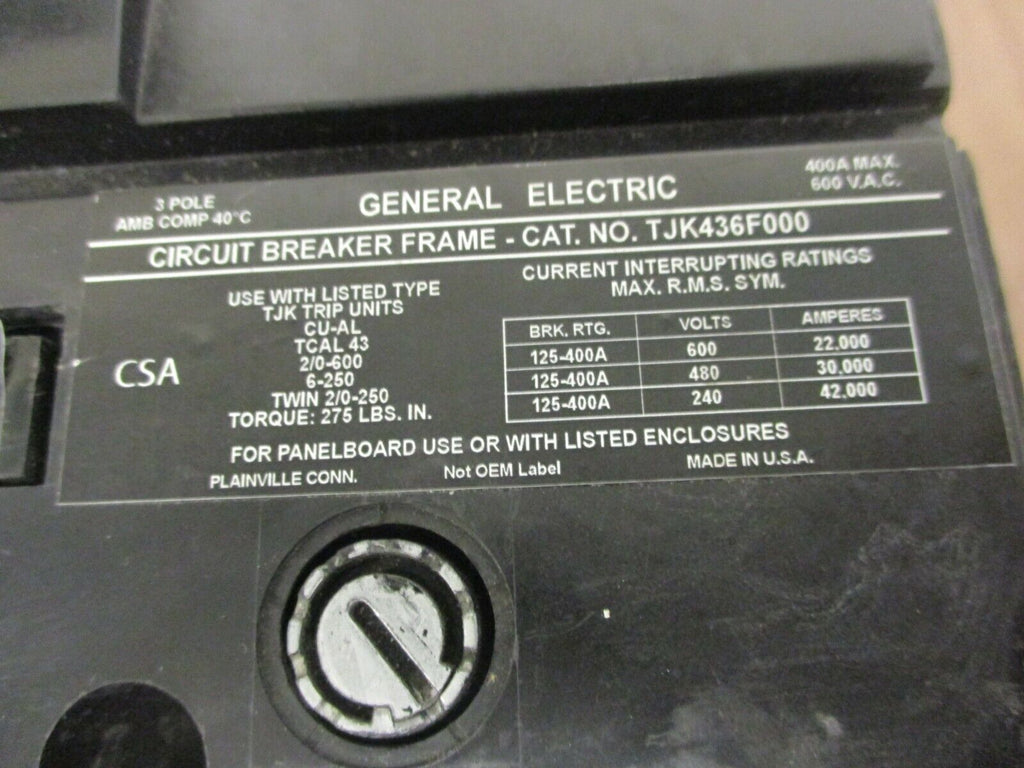 3 POLE
AMB COMP 40°C
GENERAL ELECTRIC
400A MAX.
600 V.A.C.
CIRCUIT BREAKER FRAME - CAT. NO. TJK436F000
USE WITH LISTED TYPE
TJK TRIP UNITS
CU-AL
TCAL 43
2/0-600
6-250
TWIN 2/0-250
TORQUE: 275 LBS. IN.
CSA
CURRENT INTERRUPTING RATINGS
MAX. R.M.S. SYM.
BRK. RTG. VOLTS AMPERES
125-400A 600 22.000
125-400A 480 30.000
125-400A 240 42.000
FOR PANELBOARD USE OR WITH LISTED ENCLOSURES
PLAINVILLE CONN. Not OEM Label MADE IN U.S.A.